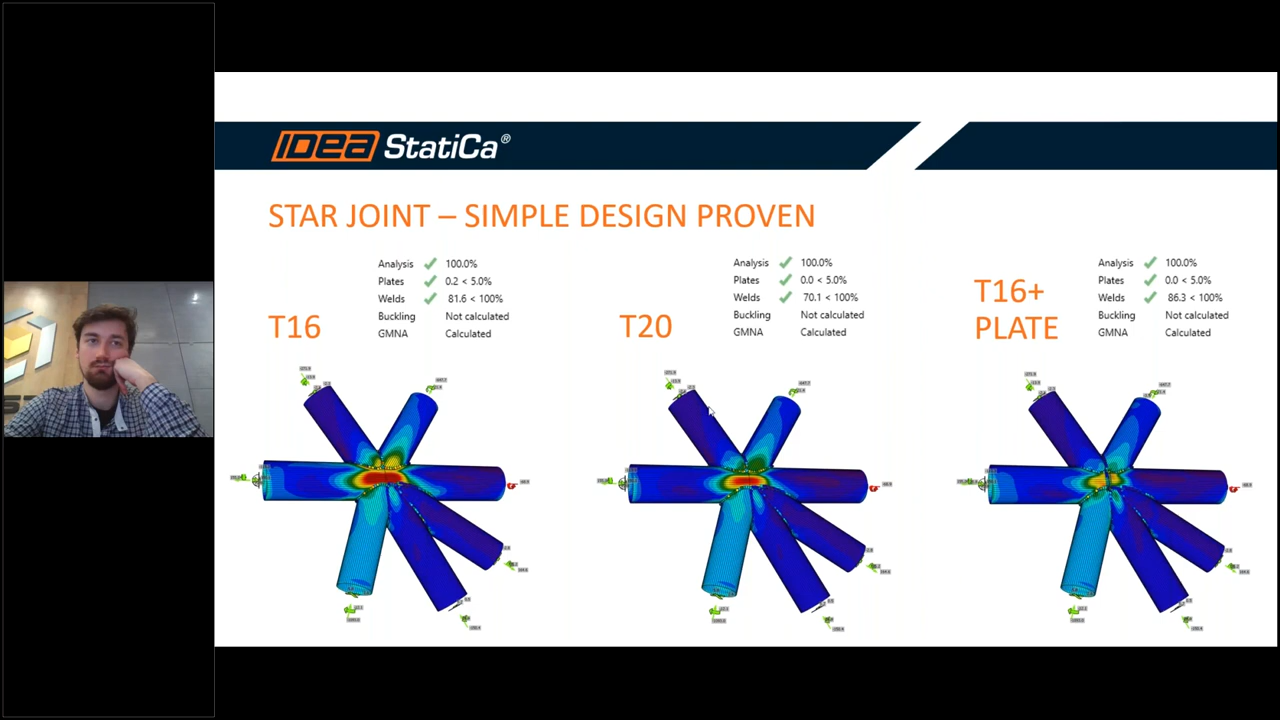 IDEA StatiCa®
STAR JOINT – SIMPLE DESIGN PROVEN
T16
Analysis 100.0%
Plates 0.2 < 5.0%
Welds 81.6 < 100%
Buckling Not calculated
GMNA Calculated
T20
Analysis 100.0%
Plates 0.0 < 5.0%
Welds 70.1 < 100%
Buckling Not calculated
GMNA Calculated
T16+
PLATE
Analysis 100.0%
Plates 0.0 < 5.0%
Welds 86.3 < 100%
Buckling Not calculated
GMNA Calculated